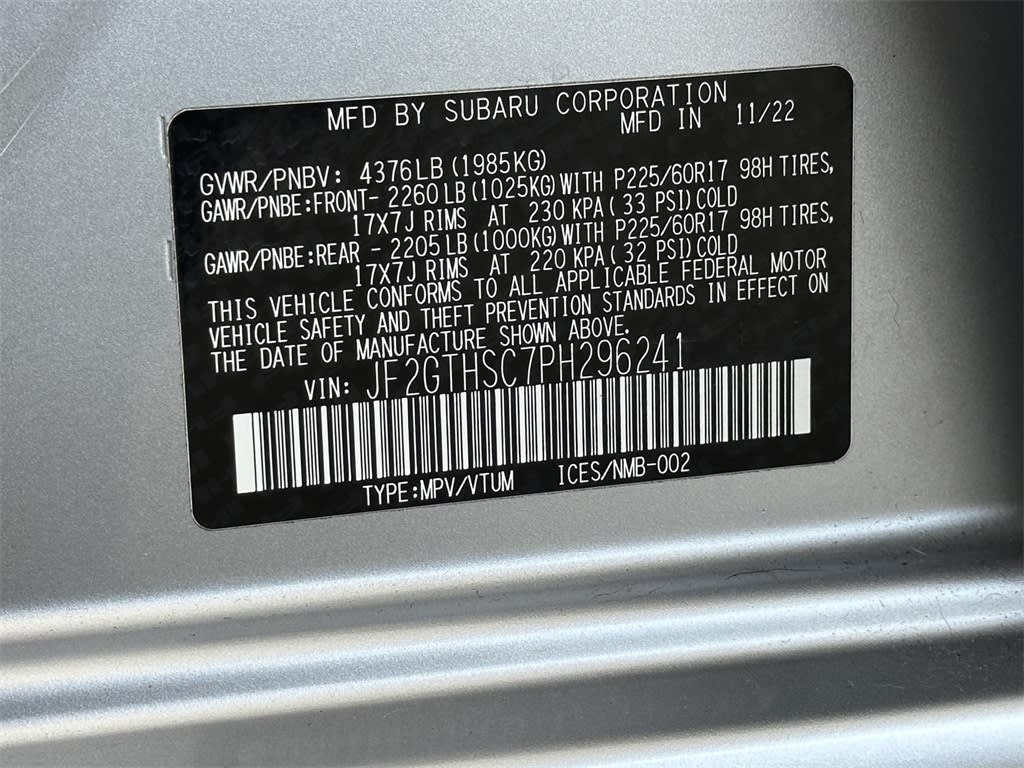 MFD BY SUBARU CORPORATION
MFD IN 11/22
GVWR/PNBV: 4376LB(1985KG)
GAWR/PNBE:FRONT- 2260LB(1025KG)WITH P225/60R17 98H TIRES,
17X7J RIMS AT 230 KPA(33 PSI)COLD
GAWR/PNBE:REAR - 2205LB(1000KG)WITH P225/60R17 98H TIRES,
17X7J RIMS AT 220 KPA(32 PSI)COLD
THIS VEHICLE CONFORMS TO ALL APPLICABLE FEDERAL MOTOR
VEHICLE SAFETY AND THEFT PREVENTION STANDARDS IN EFFECT ON
THE DATE OF MANUFACTURE SHOWN ABOVE.
VIN: JF2GTHSC7PH296241
TYPE:MPV/VTUM ICES/NMB-002